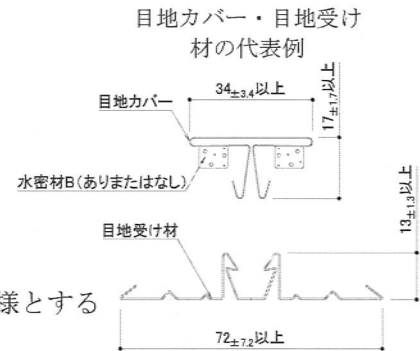 目地カバー・目地受け
材の代表例
34±3.4以上
目地カバー
17±1.7以上
水密材B(ありまたはなし)
目地受け材
13±1.3以上
様とする
72±7.2以上